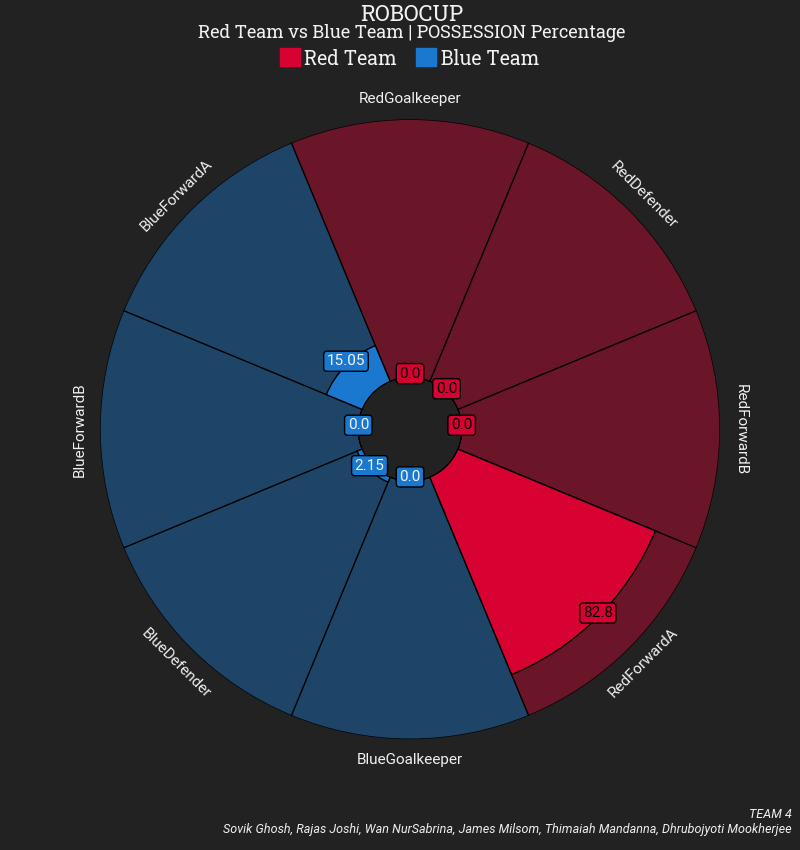 ROBOCUP
Red Team vs Blue Team | POSSESSION Percentage
Red Team
Blue Team
RedGoalkeeper
RedDefender
RedForwardB
RedForwardA
BlueGoalkeeper
BlueDefender
BlueForwardB
BlueForwardA
0.0
0.0
0.0
82.8
0.0
2.15
0.0
15.05
TEAM 4
Sovik Ghosh, Rajas Joshi, Wan NurSabrina, James Milsom, Thimaiah Mandanna, Dhrubojyoti Mookherjee